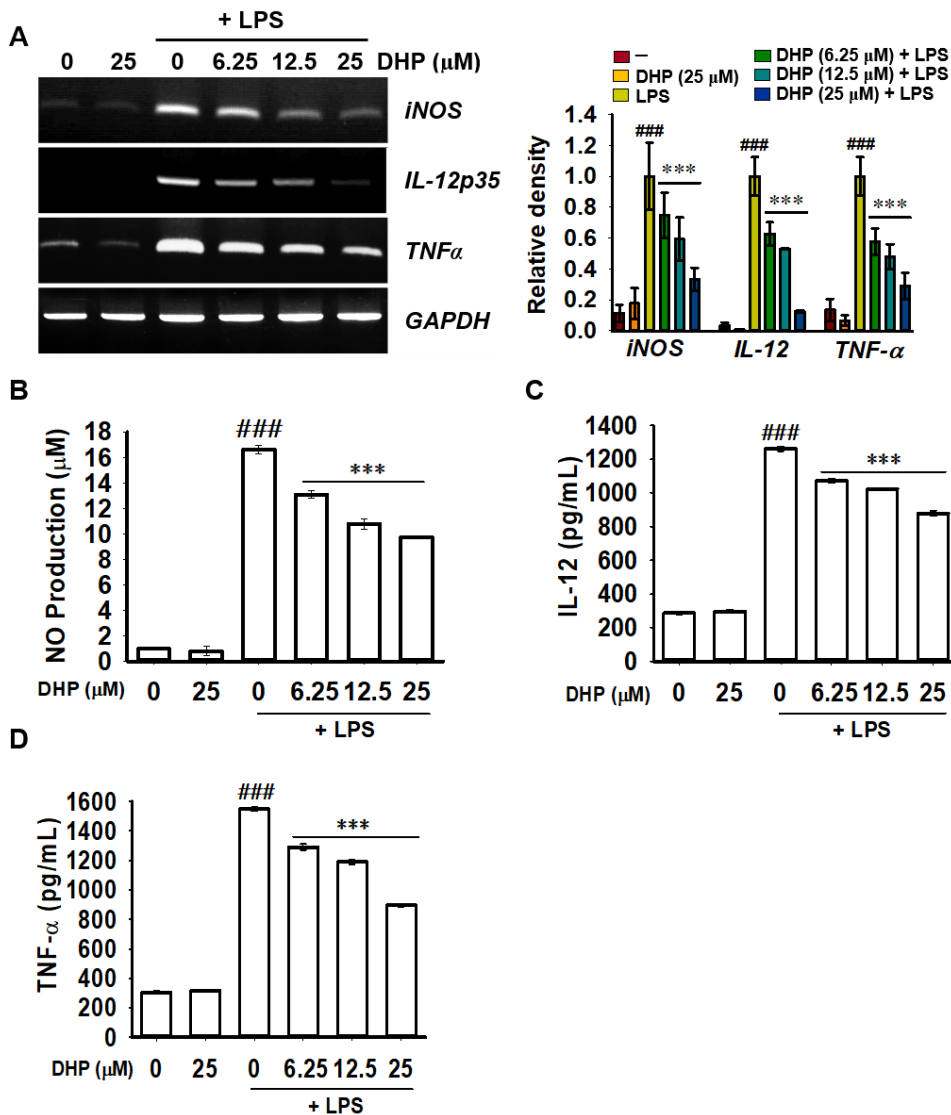 A
+ LPS
0 25 0 6.25 12.5 25 DHP (μM)
iNOS
IL-12p35
TNFα
GAPDH
– DHP (6.25 μM) + LPS
DHP (25 μM) DHP (12.5 μM) + LPS
LPS DHP (25 μM) + LPS
Relative density
1.4
1.2
1.0
0.8
0.6
0.4
0.2
0.0
### ### ###
*** *** ***
iNOS IL-12 TNF-α
B
NO Production (μM)
18
16
14
12
10
8
6
4
2
0
###
***
DHP (μM) 0 25 0 6.25 12.5 25
+ LPS
C
IL-12 (pg/mL)
1400
1200
1000
800
600
400
200
0
###
***
DHP (μM) 0 25 0 6.25 12.5 25
+ LPS
D
TNF-α (pg/mL)
1600
1400
1200
1000
800
600
400
200
0
###
***
DHP (μM) 0 25 0 6.25 12.5 25
+ LPS